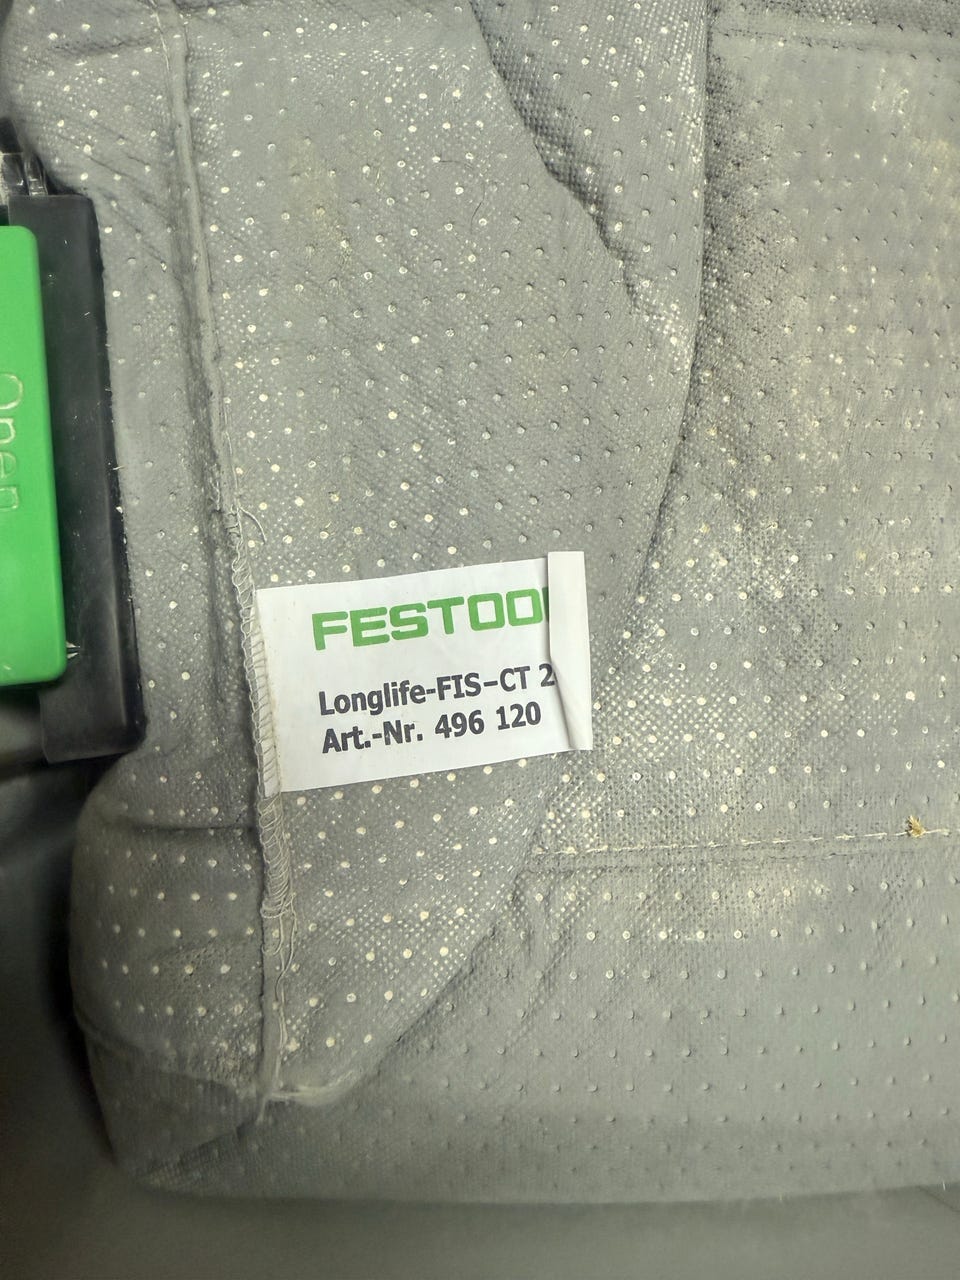 Open
FESTOO
Longlife-FIS-CT 2
Art.-Nr. 496 120